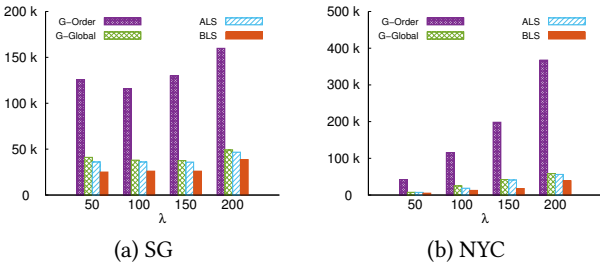 G-Order ALS
G-Global BLS
200 k
150 k
100 k
50 k
0
50 100 150 200
λ
(a) SG
G-Order ALS
G-Global BLS
500 k
400 k
300 k
200 k
100 k
0
50 100 150 200
λ
(b) NYC